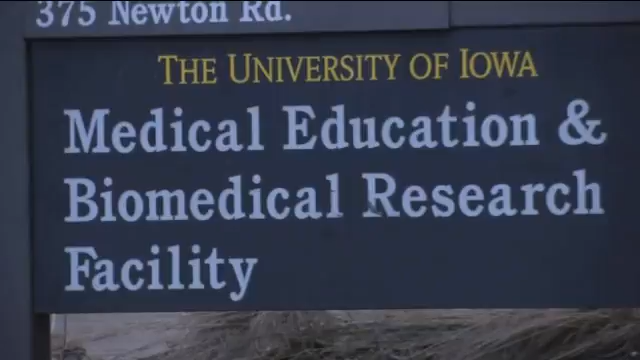 375 Newton Rd.
THE UNIVERSITY OF IOWA
Medical Education &
Biomedical Research
Facility